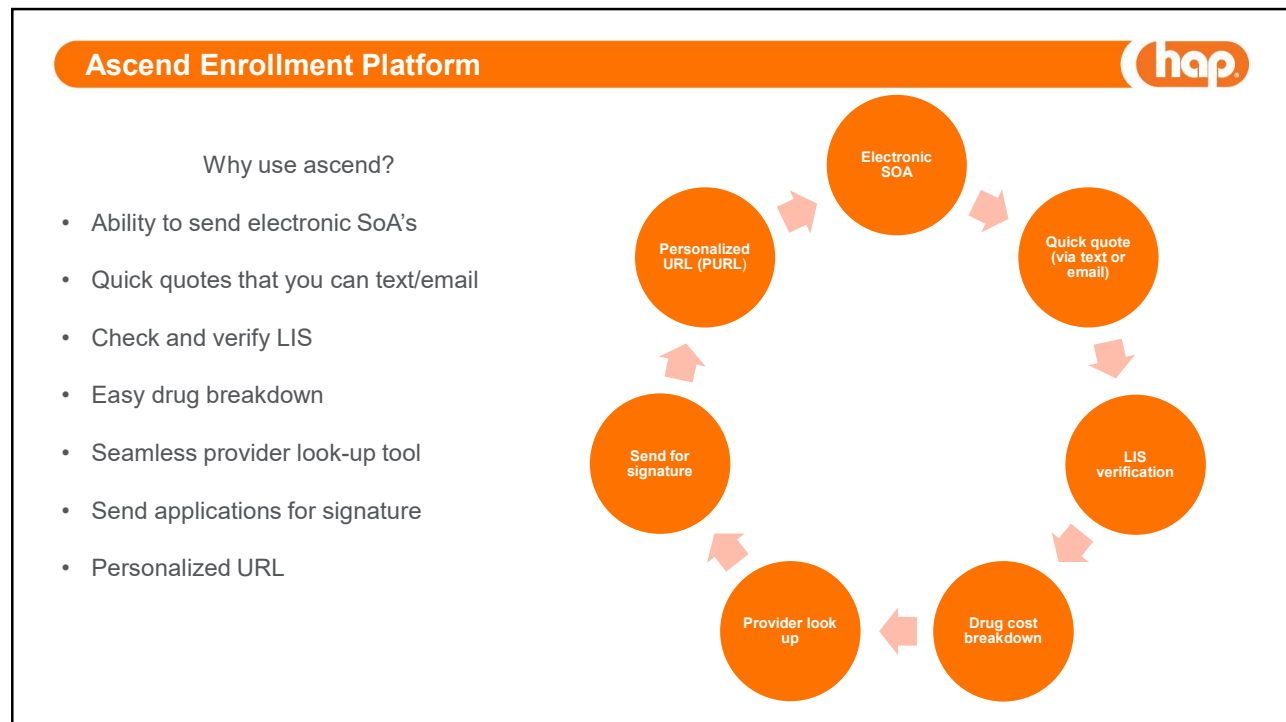 Ascend Enrollment Platform
hap®
Why use ascend?
• Ability to send electronic SoA's
• Quick quotes that you can text/email
• Check and verify LIS
• Easy drug breakdown
• Seamless provider look-up tool
• Send applications for signature
• Personalized URL
Electronic
SOA
Quick quote
(via text or
email)
LIS
verification
Drug cost
breakdown
Provider look
up
Send for
signature
Personalized
URL (PURL)